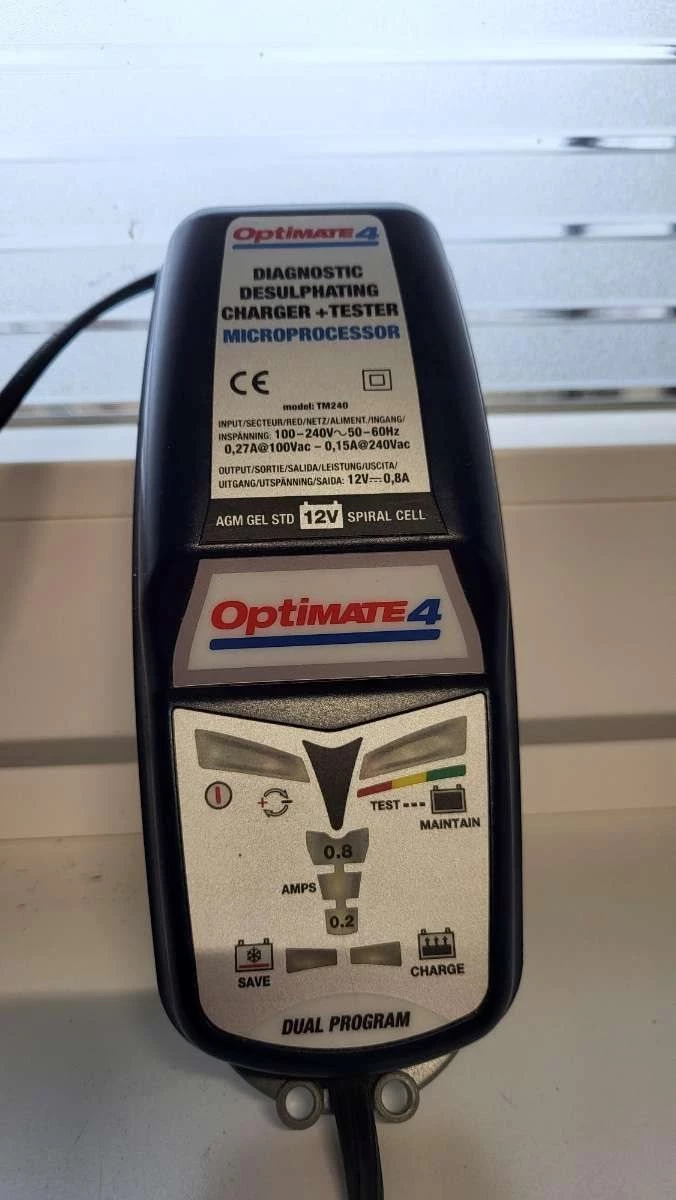 OptiMATE4
DIAGNOSTIC
DESULPHATING
CHARGER +TESTER
MICROPROCESSOR
CE
model: TM240
INPUT/SECTEUR/RED/NETZ/ALIMENT./INGANG/
INSPÄNNING: 100-240V~50-60Hz
0,27A@100Vac - 0,15A@240Vac
OUTPUT/SORTIE/SALIDA/LEISTUNG/USCITA/
UITGANG/UTSPÄNNING/SAIDA: 12V⎓0,8A
AGM GEL STD 12V SPIRAL CELL
OptiMATE4
TEST
MAINTAIN
0.8
AMPS
0.2
SAVE
CHARGE
DUAL PROGRAM